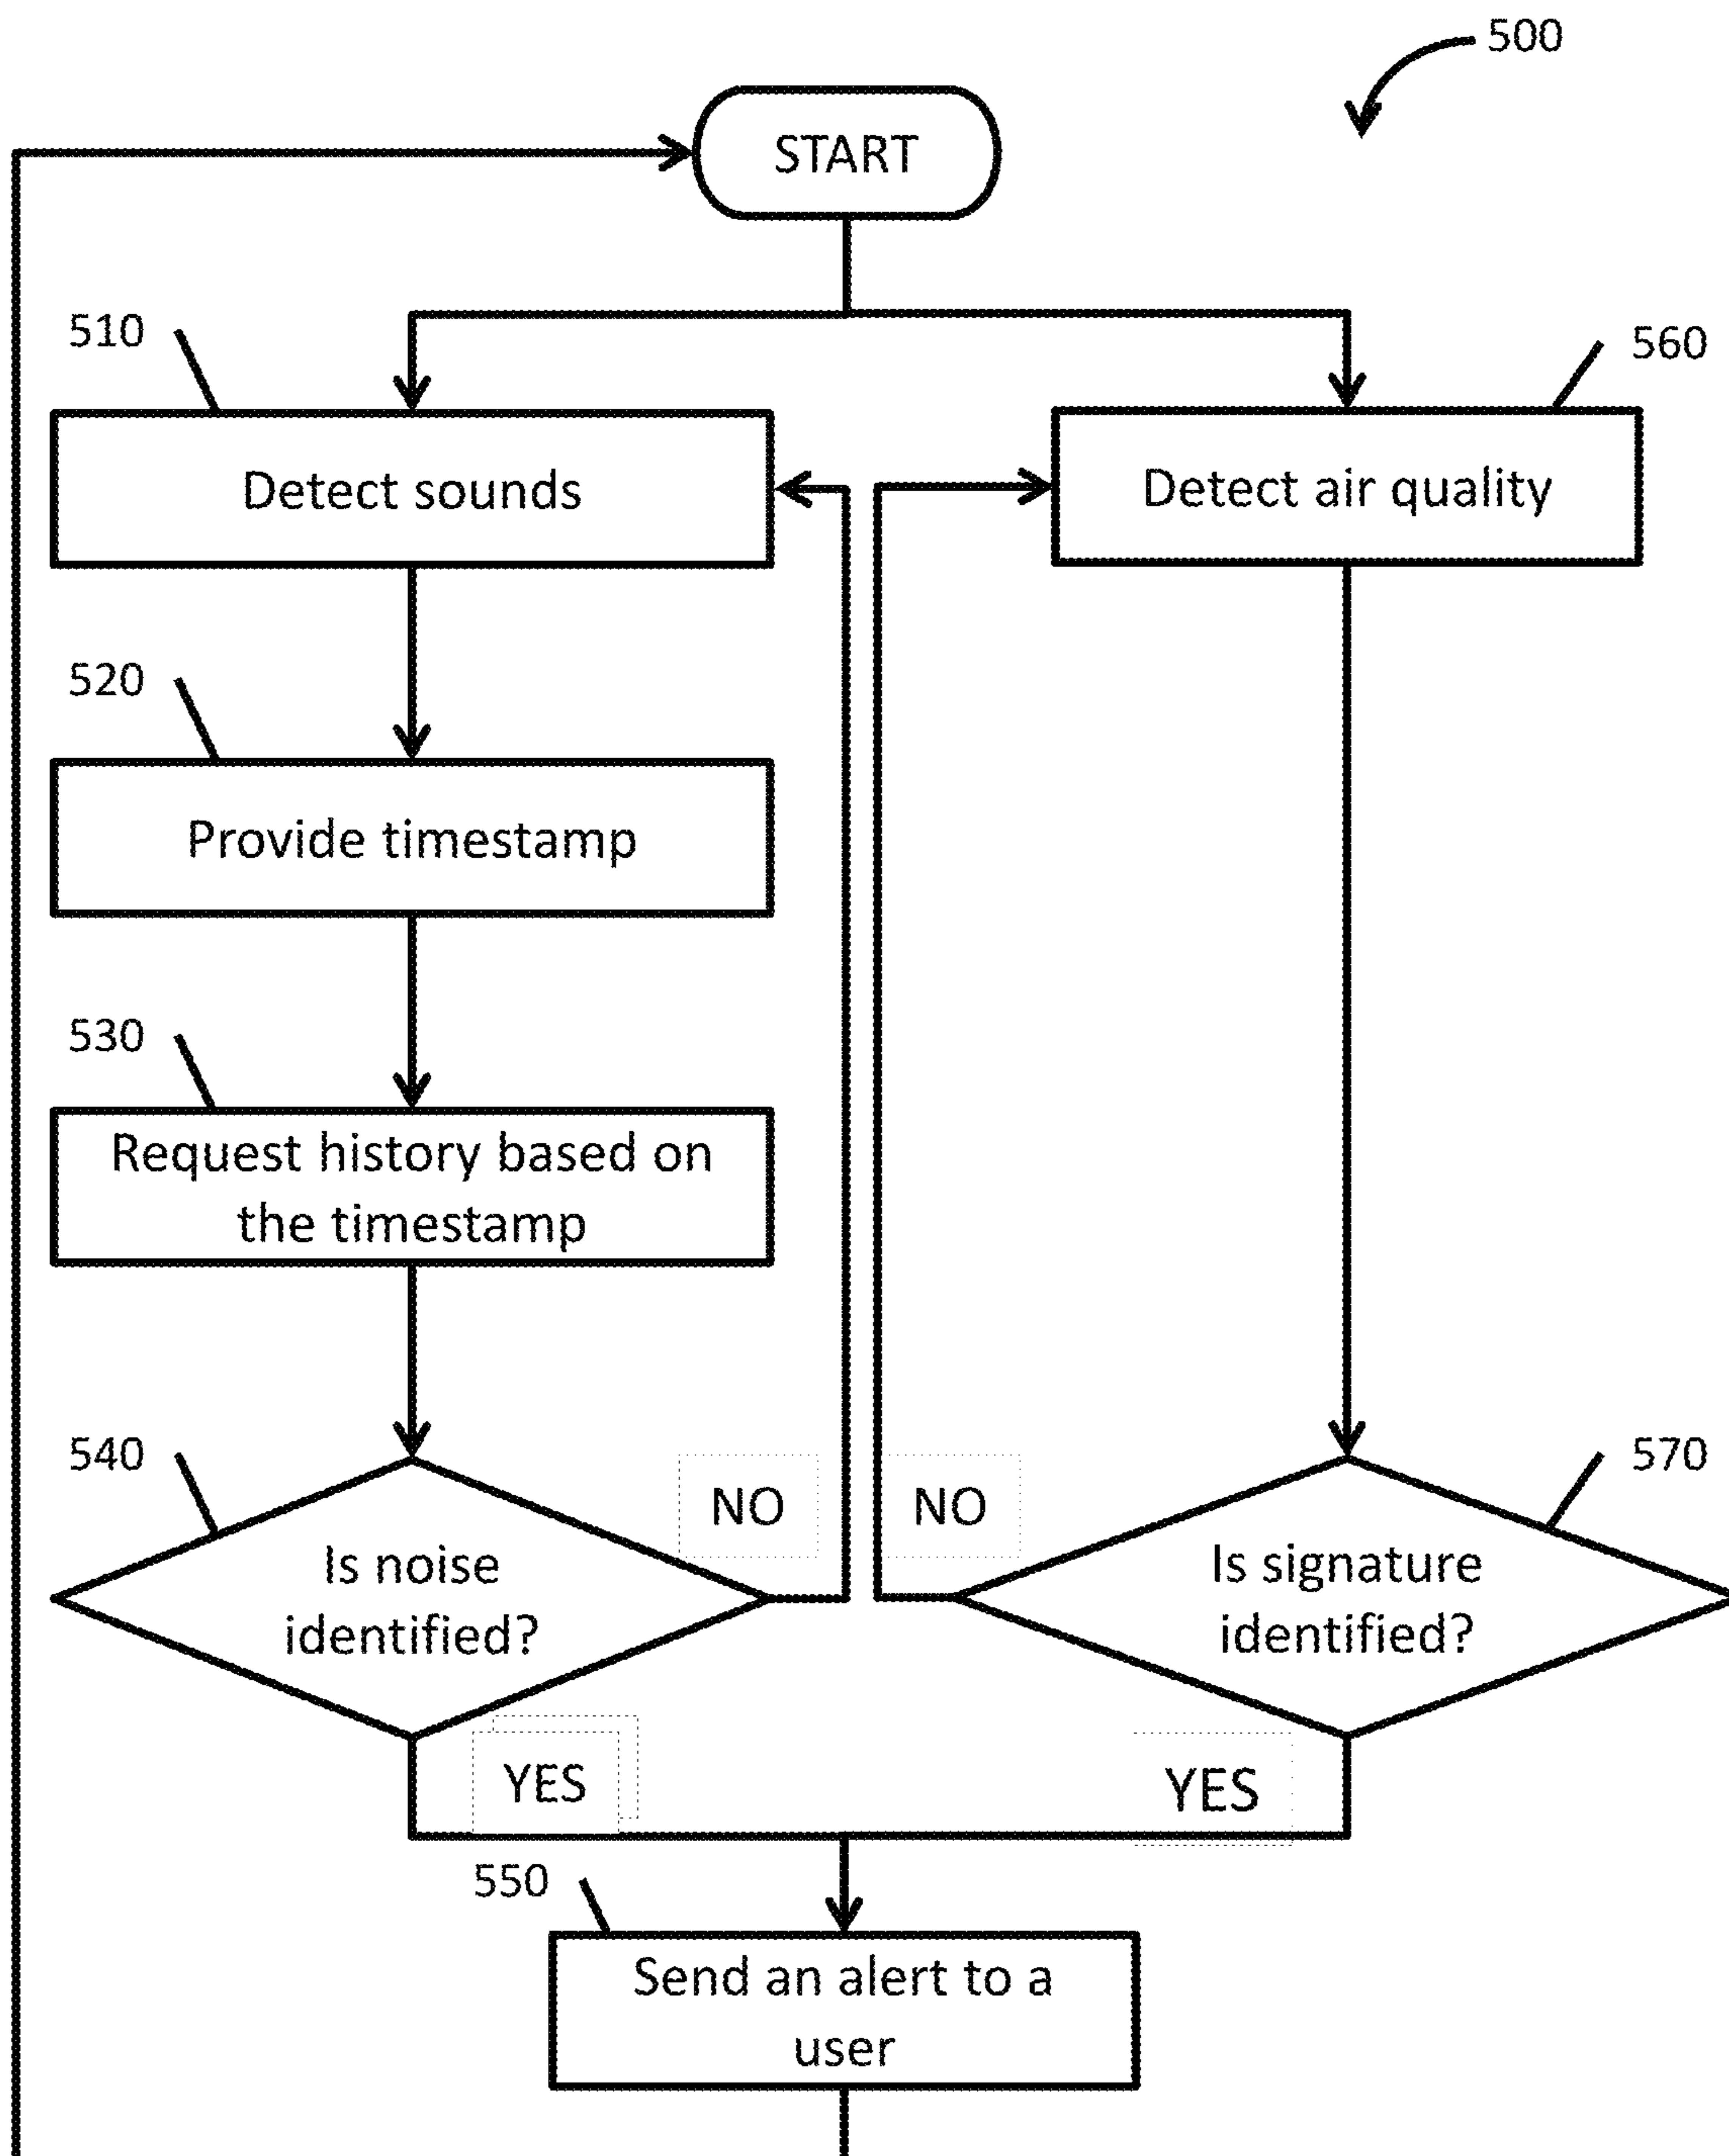 500
START
510
560
Detect sounds
Detect air quality
520
Provide timestamp
530
Request history based on
the timestamp
540
NO
NO
570
Is noise
identified?
Is signature
identified?
YES
YES
550
Send an alert to a
user